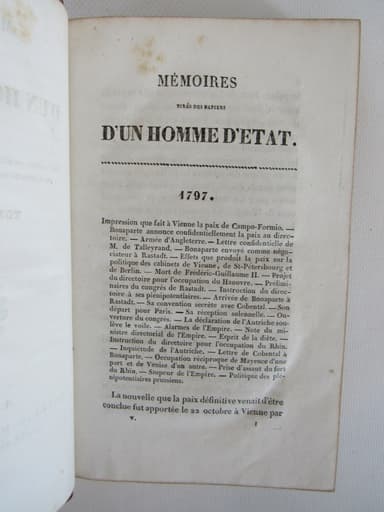 MÉMOIRES
TIRÉS DES PAPIERS
D'UN HOMME D'ETAT.
1797.
Impression que fait à Vienne la paix de Campo-Formio. —
Bonaparte annonce confidentiellement la paix au direc-
toire. — Armée d'Angleterre. — Lettre confidentielle de
M. de Talleyrand. — Bonaparte envoyé comme négo-
ciateur à Rastadt. — Effets que produit la paix sur la
politique des cabinets de Vienne, de St-Pétersbourg et
de Berlin. — Mort de Frédéric-Guillaume II. — Projet
du directoire pour l'occupation du Hanovre. — Prélimi-
naires du congrès de Rastadt. — Instruction du direc-
toire à ses plénipotentiaires. — Arrivée de Bonaparte à
Rastadt. — Sa convention secrète avec Cobental. — Son
départ pour Paris. — Sa réception solennelle. — Ou-
verture du congrès. — La déclaration de l'Autriche sou-
lève le voile. — Alarmes de l'Empire. — Note du mi-
nistre directorial de l'Empire. — Esprit de la diète. —
Instruction du directoire pour l'occupation du Rhin.
— Inquiétude de l'Autriche. — Lettre de Cobental à
Bonaparte. — Occupation réciproque de Mayence d'une
part et de Venise d'un autre. — Prise d'assaut du fort
du Rhin. — Stupeur de l'Empire. — Politique des plé-
nipotentiaires prussiens.
La nouvelle que la paix définitive venait d'être
conclue fut apportée le 22 octobre à Vienne par
V. 1